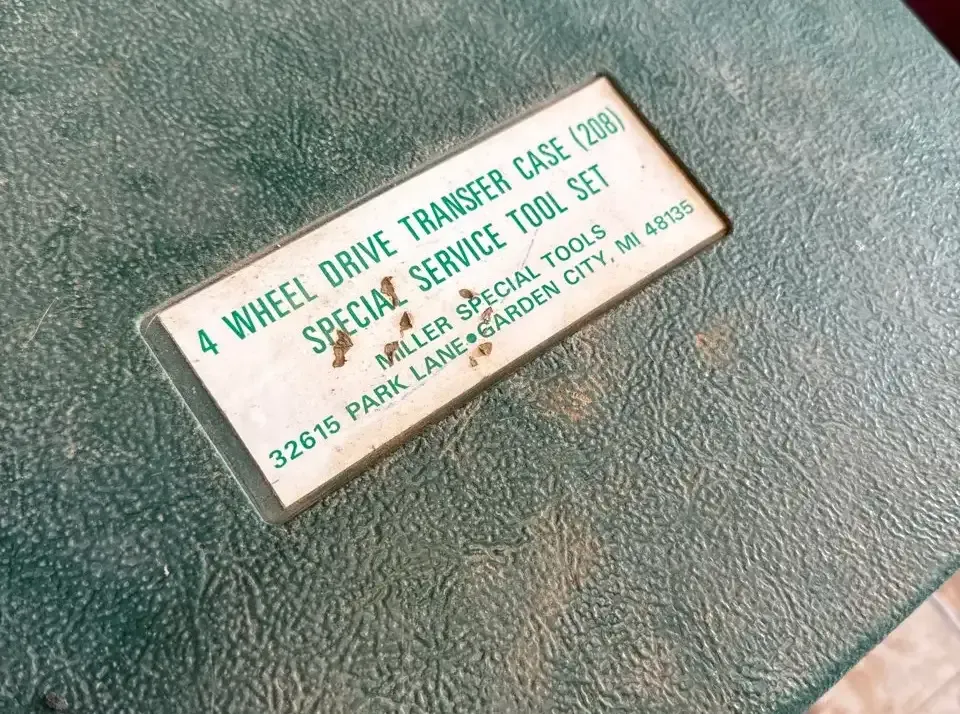 4 WHEEL DRIVE TRANSFER CASE (208)
SPECIAL SERVICE TOOL SET
MILLER SPECIAL TOOLS
32615 PARK LANE•GARDEN CITY, MI 48135